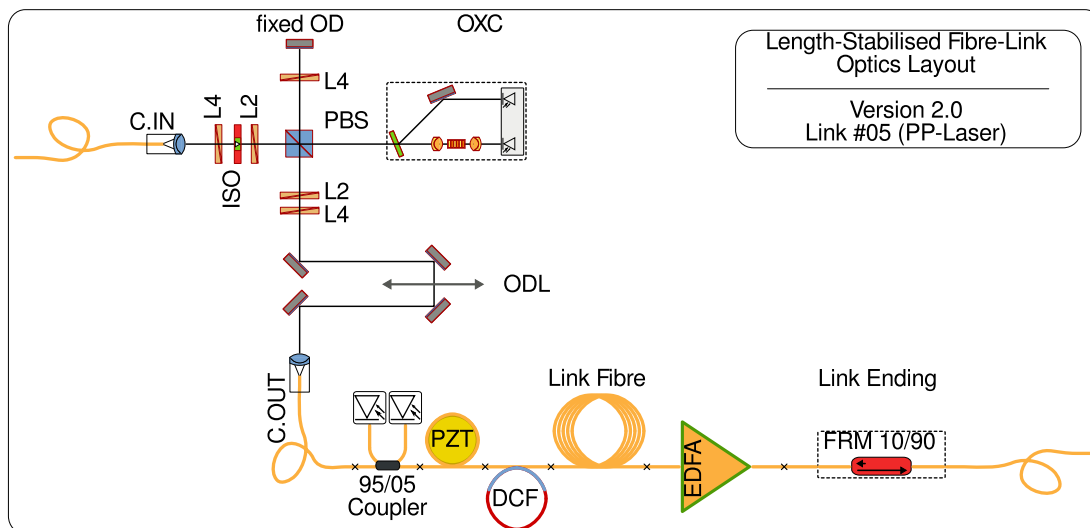 fixed OD
OXC
Length-Stabilised Fibre-Link
Optics Layout
Version 2.0
Link #05 (PP-Laser)
L4
C.IN
L4
L2
PBS
ISO
L2
L4
ODL
C.OUT
Link Fibre
Link Ending
PZT
FRM 10/90
EDFA
95/05
Coupler
DCF